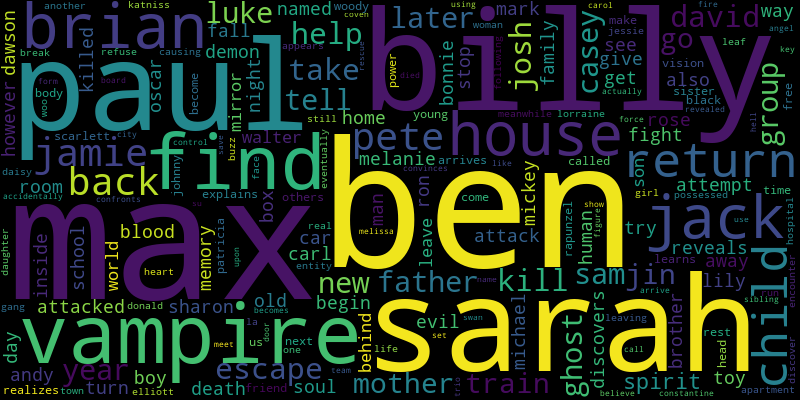 another katniss coven woody using woman carol fire
dawson brian luke named later mark make jessie angel
break refuse causing fall help bonnie stop josh family casey see leaf david way
killed demon appears power died following go vision key
however paul oscar night mirror take billy give get also free
body become tell actually sister black revealed group
form board woo still home young meanwhile lorraine force hell
scarlett city walter pete house fight rose
jamie control save buzz face melanie arrives like called return
daisy johnny find eventually convinces son girl attempt time
room back accidentally confronts explains others box ron mickey come rapunzel show figure human possessed hospital
daughter max blood memory patricia real car man ben try jack use child
inside school world su upon carl melissa leave attack reveals encounter
heart entity father name kill sam jin learns away lily run
gang attacked donald sharon new begin arrive sibling
day vampire meet la old becomes us door behind evil swan michael ghost discovers leaving brother rest
next one life set sarah call head
andy year escape team trio spirit toy discover
realizes town turn boy elliott death friend soul mother train believe constantine apartment